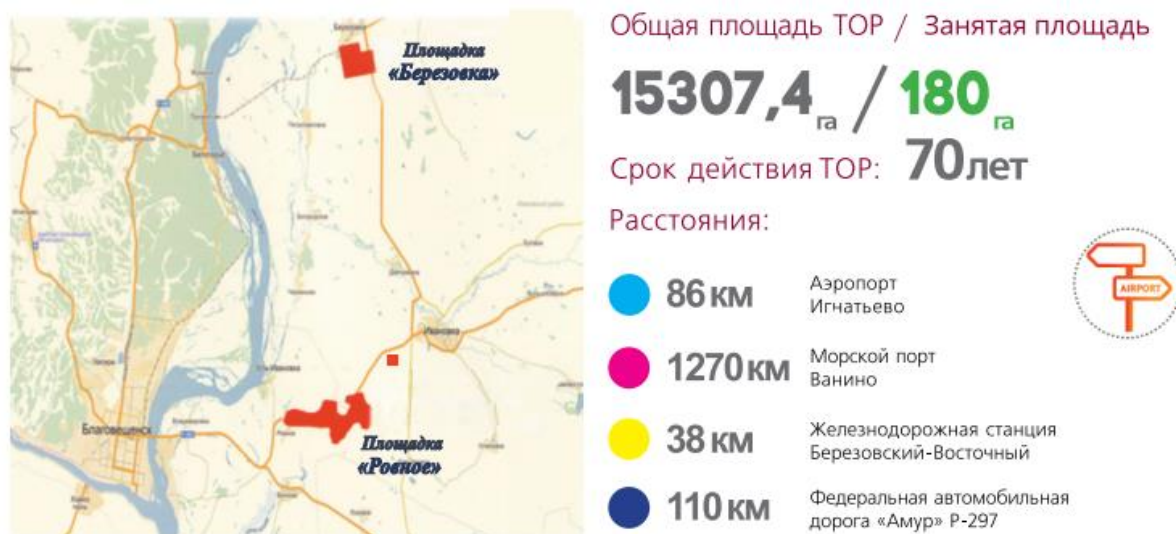 Площадка
«Березовка»
Ивановка
Благовещенск
Площадка
«Ровное»
Общая площадь ТОР / Занятая площадь
15307,4 га / 180 га
Срок действия ТОР: 70 лет
Расстояния:
AIRPORT
86 км
Аэропорт
Игнатьево
1270 км
Морской порт
Ванино
38 км
Железнодорожная станция
Березовский-Восточный
110 км
Федеральная автомобильная
дорога «Амур» Р-297